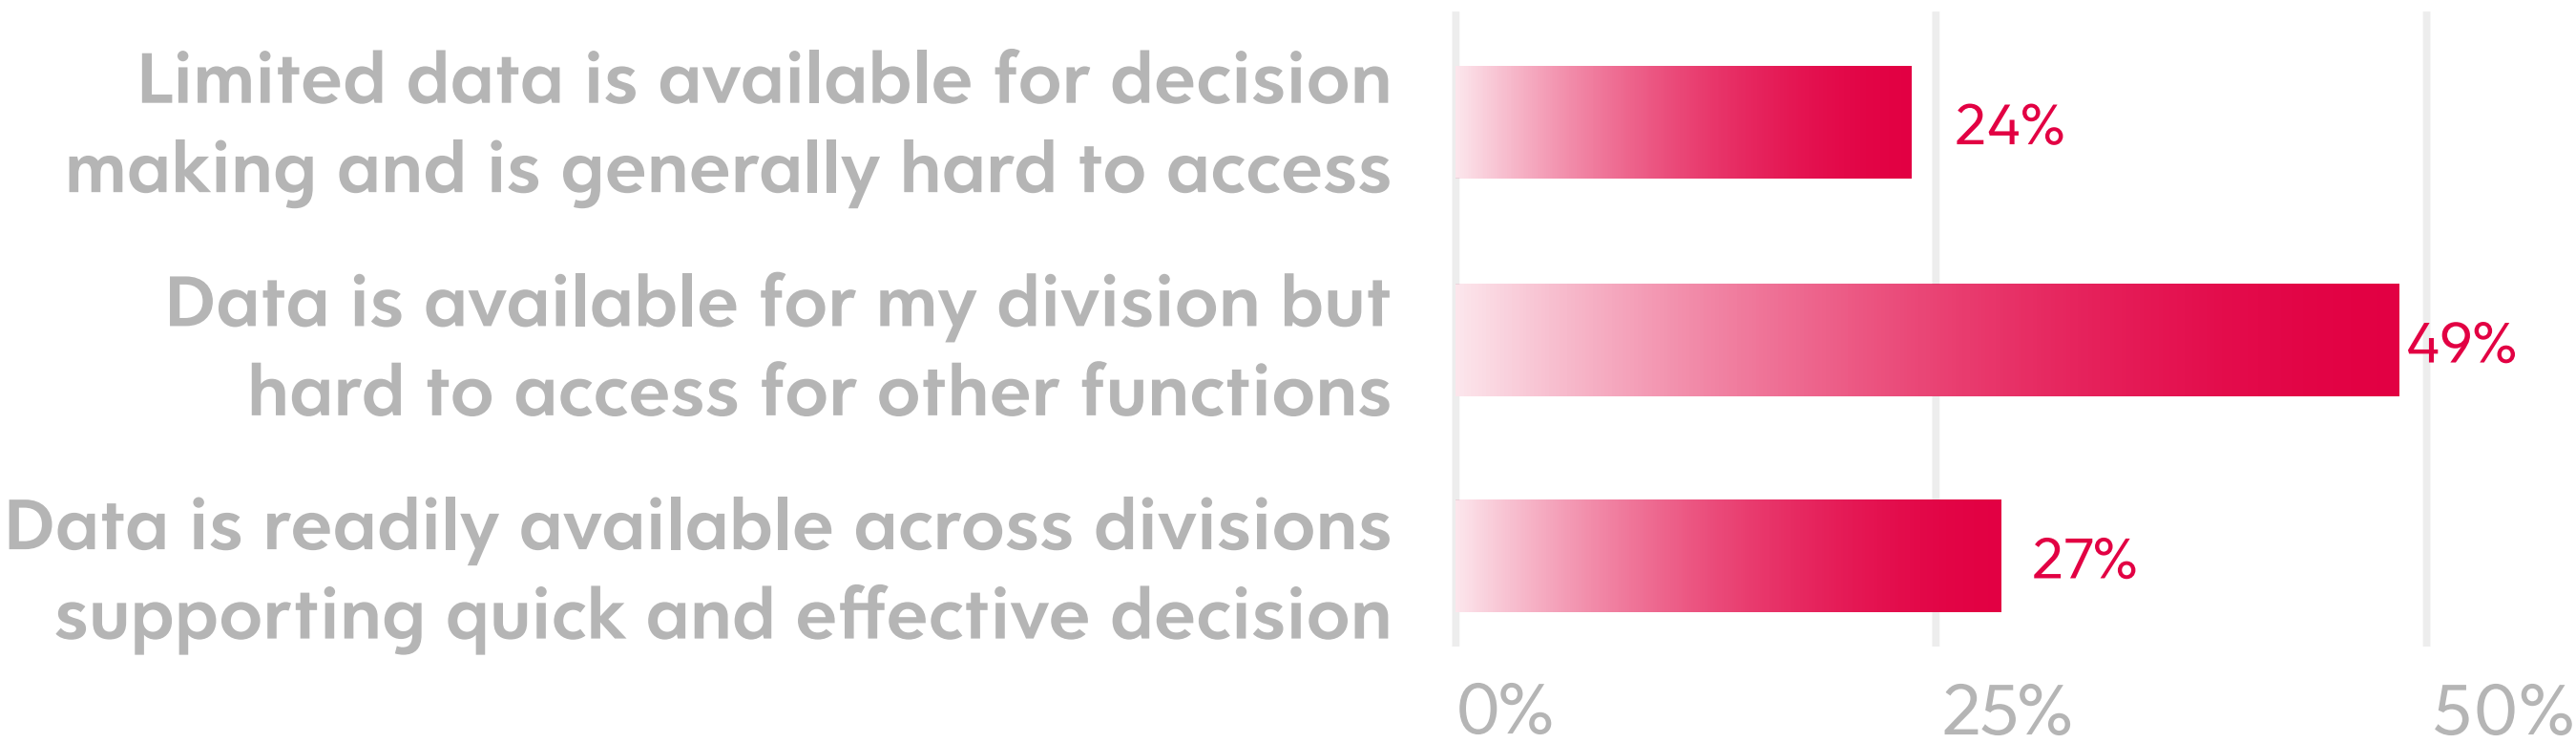 Limited data is available for decision
making and is generally hard to access
24%
Data is available for my division but
hard to access for other functions
49%
Data is readily available across divisions
supporting quick and effective decision
27%
0%
25%
50%